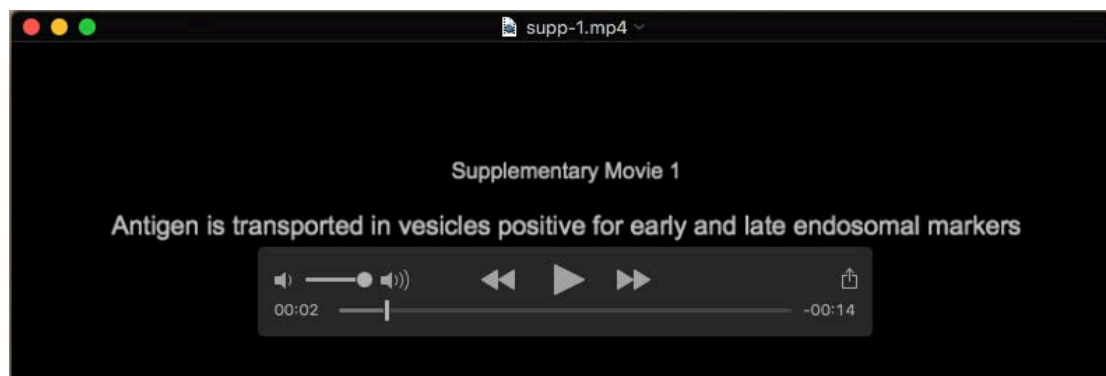 supp-1.mp4
Supplementary Movie 1
Antigen is transported in vesicles positive for early and late endosomal markers
00:02 -00:14